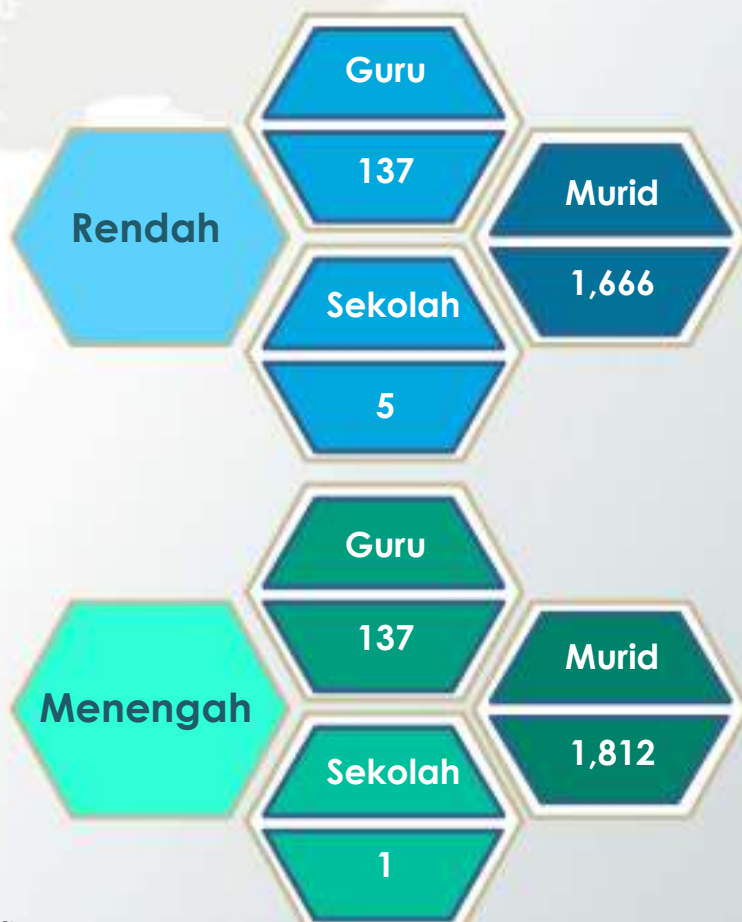 Rendah
Guru
137
Murid
1,666
Sekolah
5
Menengah
Guru
137
Murid
1,812
Sekolah
1